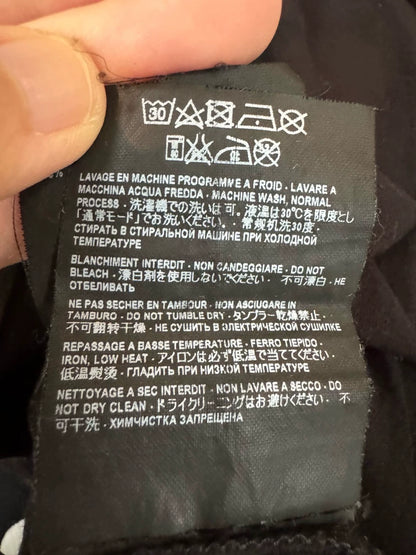 30
LAVAGE EN MACHINE PROGRAMME A FROID · LAVARE A
MACCHINA ACQUA FREDDA · MACHINE WASH, NORMAL
PROCESS · 洗濯機での洗いは可。液温は30℃を限度とし
「通常モード」でお洗いください。· 常规机洗30度 ·
СТИРАТЬ В СТИРАЛЬНОЙ МАШИНЕ ПРИ ХОЛОДНОЙ
ТЕМПЕРАТУРЕ
BLANCHIMENT INTERDIT · NON CANDEGGIARE · DO NOT
BLEACH · 漂白剤を使用しないでください · 不可漂白 · НЕ
ОТБЕЛИВАТЬ
NE PAS SECHER EN TAMBOUR · NON ASCIUGARE IN
TAMBURO · DO NOT TUMBLE DRY · タンブラー乾燥禁止 ·
不可翻转干燥 · НЕ СУШИТЬ В ЭЛЕКТРИЧЕСКОЙ СУШИЛКЕ
REPASSAGE A BASSE TEMPERATURE · FERRO TIEPIDO ·
IRON, LOW HEAT · アイロンは必ず低温で当ててください ·
低温熨烫 · ГЛАДИТЬ ПРИ НИЗКОЙ ТЕМПЕРАТУРЕ
NETTOYAGE A SEC INTERDIT · NON LAVARE A SECCO · DO
NOT DRY CLEAN · ドライクリーニングはお避けください · 不
可干洗 · ХИМЧИСТКА ЗАПРЕЩЕНА